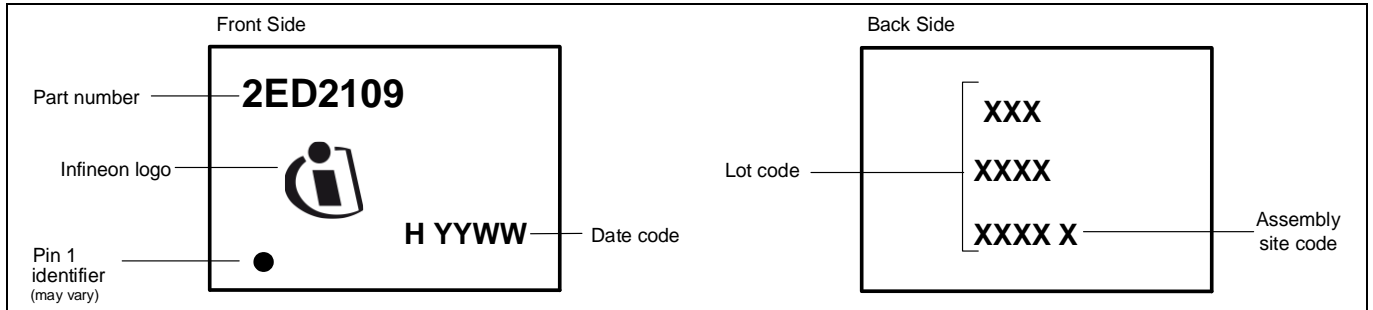 Front Side
Part number
2ED2109
Infineon logo
H YYWW
Date code
Pin 1
identifier
(may vary)
Back Side
XXX
Lot code
XXXX
XXXX X
Assembly
site code